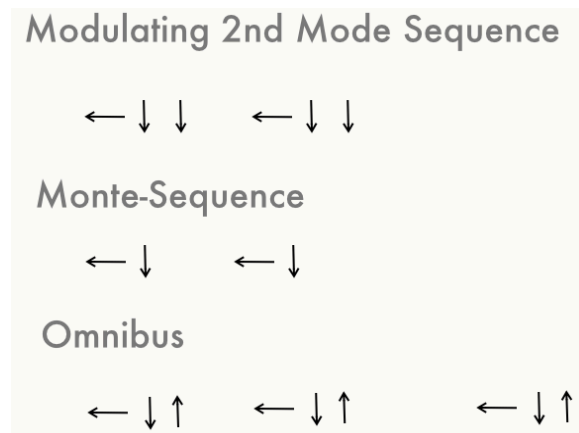 Modulating 2nd Mode Sequence
← ↓ ↓ ← ↓ ↓
Monte-Sequence
← ↓ ← ↓
Omnibus
← ↓ ↑ ← ↓ ↑ ← ↓ ↑